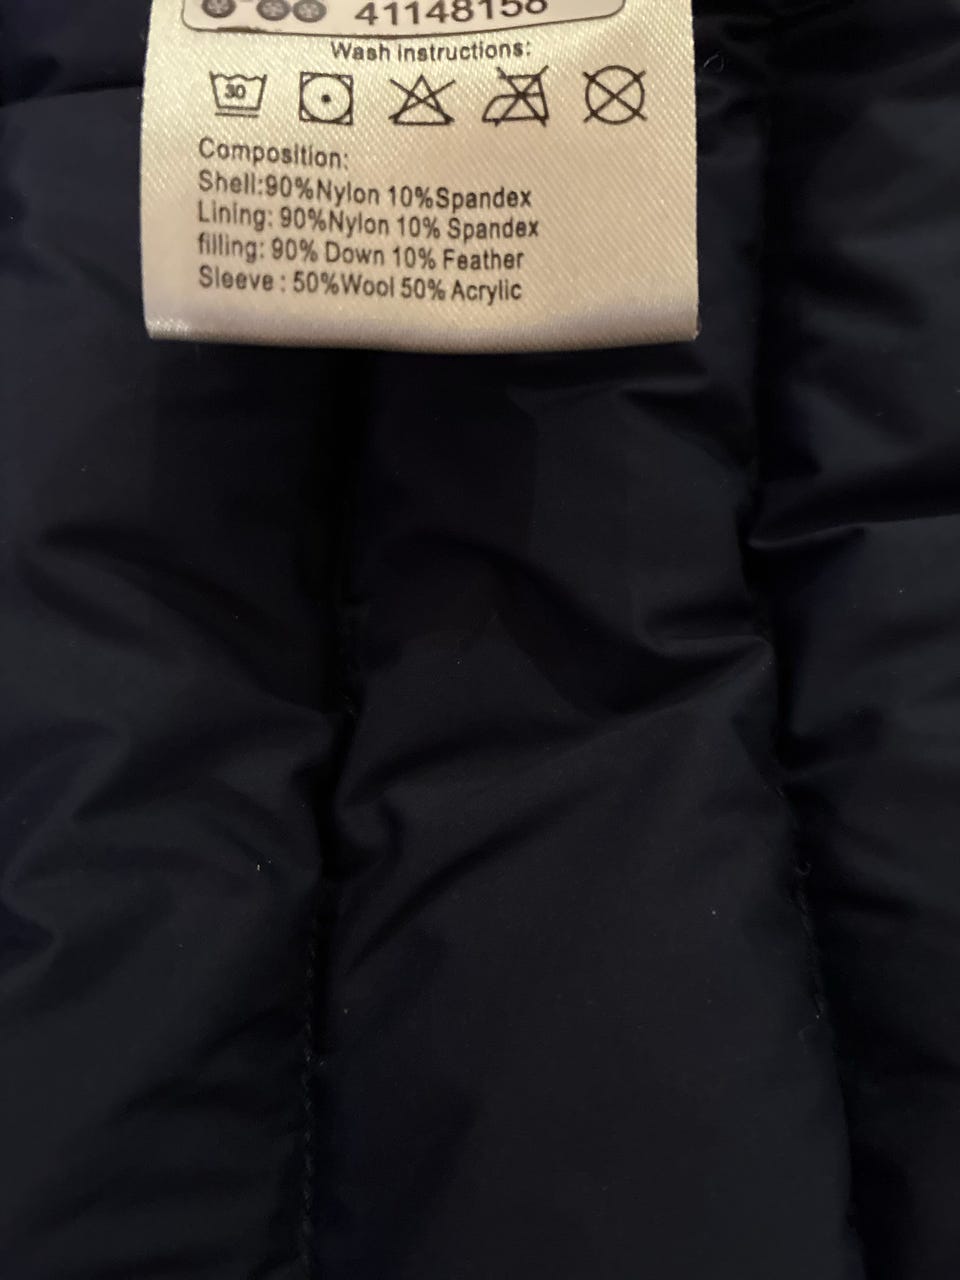 41148158
Wash instructions:
30
Composition:
Shell:90%Nylon 10%Spandex
Lining: 90%Nylon 10% Spandex
filling: 90% Down 10% Feather
Sleeve : 50%Wool 50% Acrylic